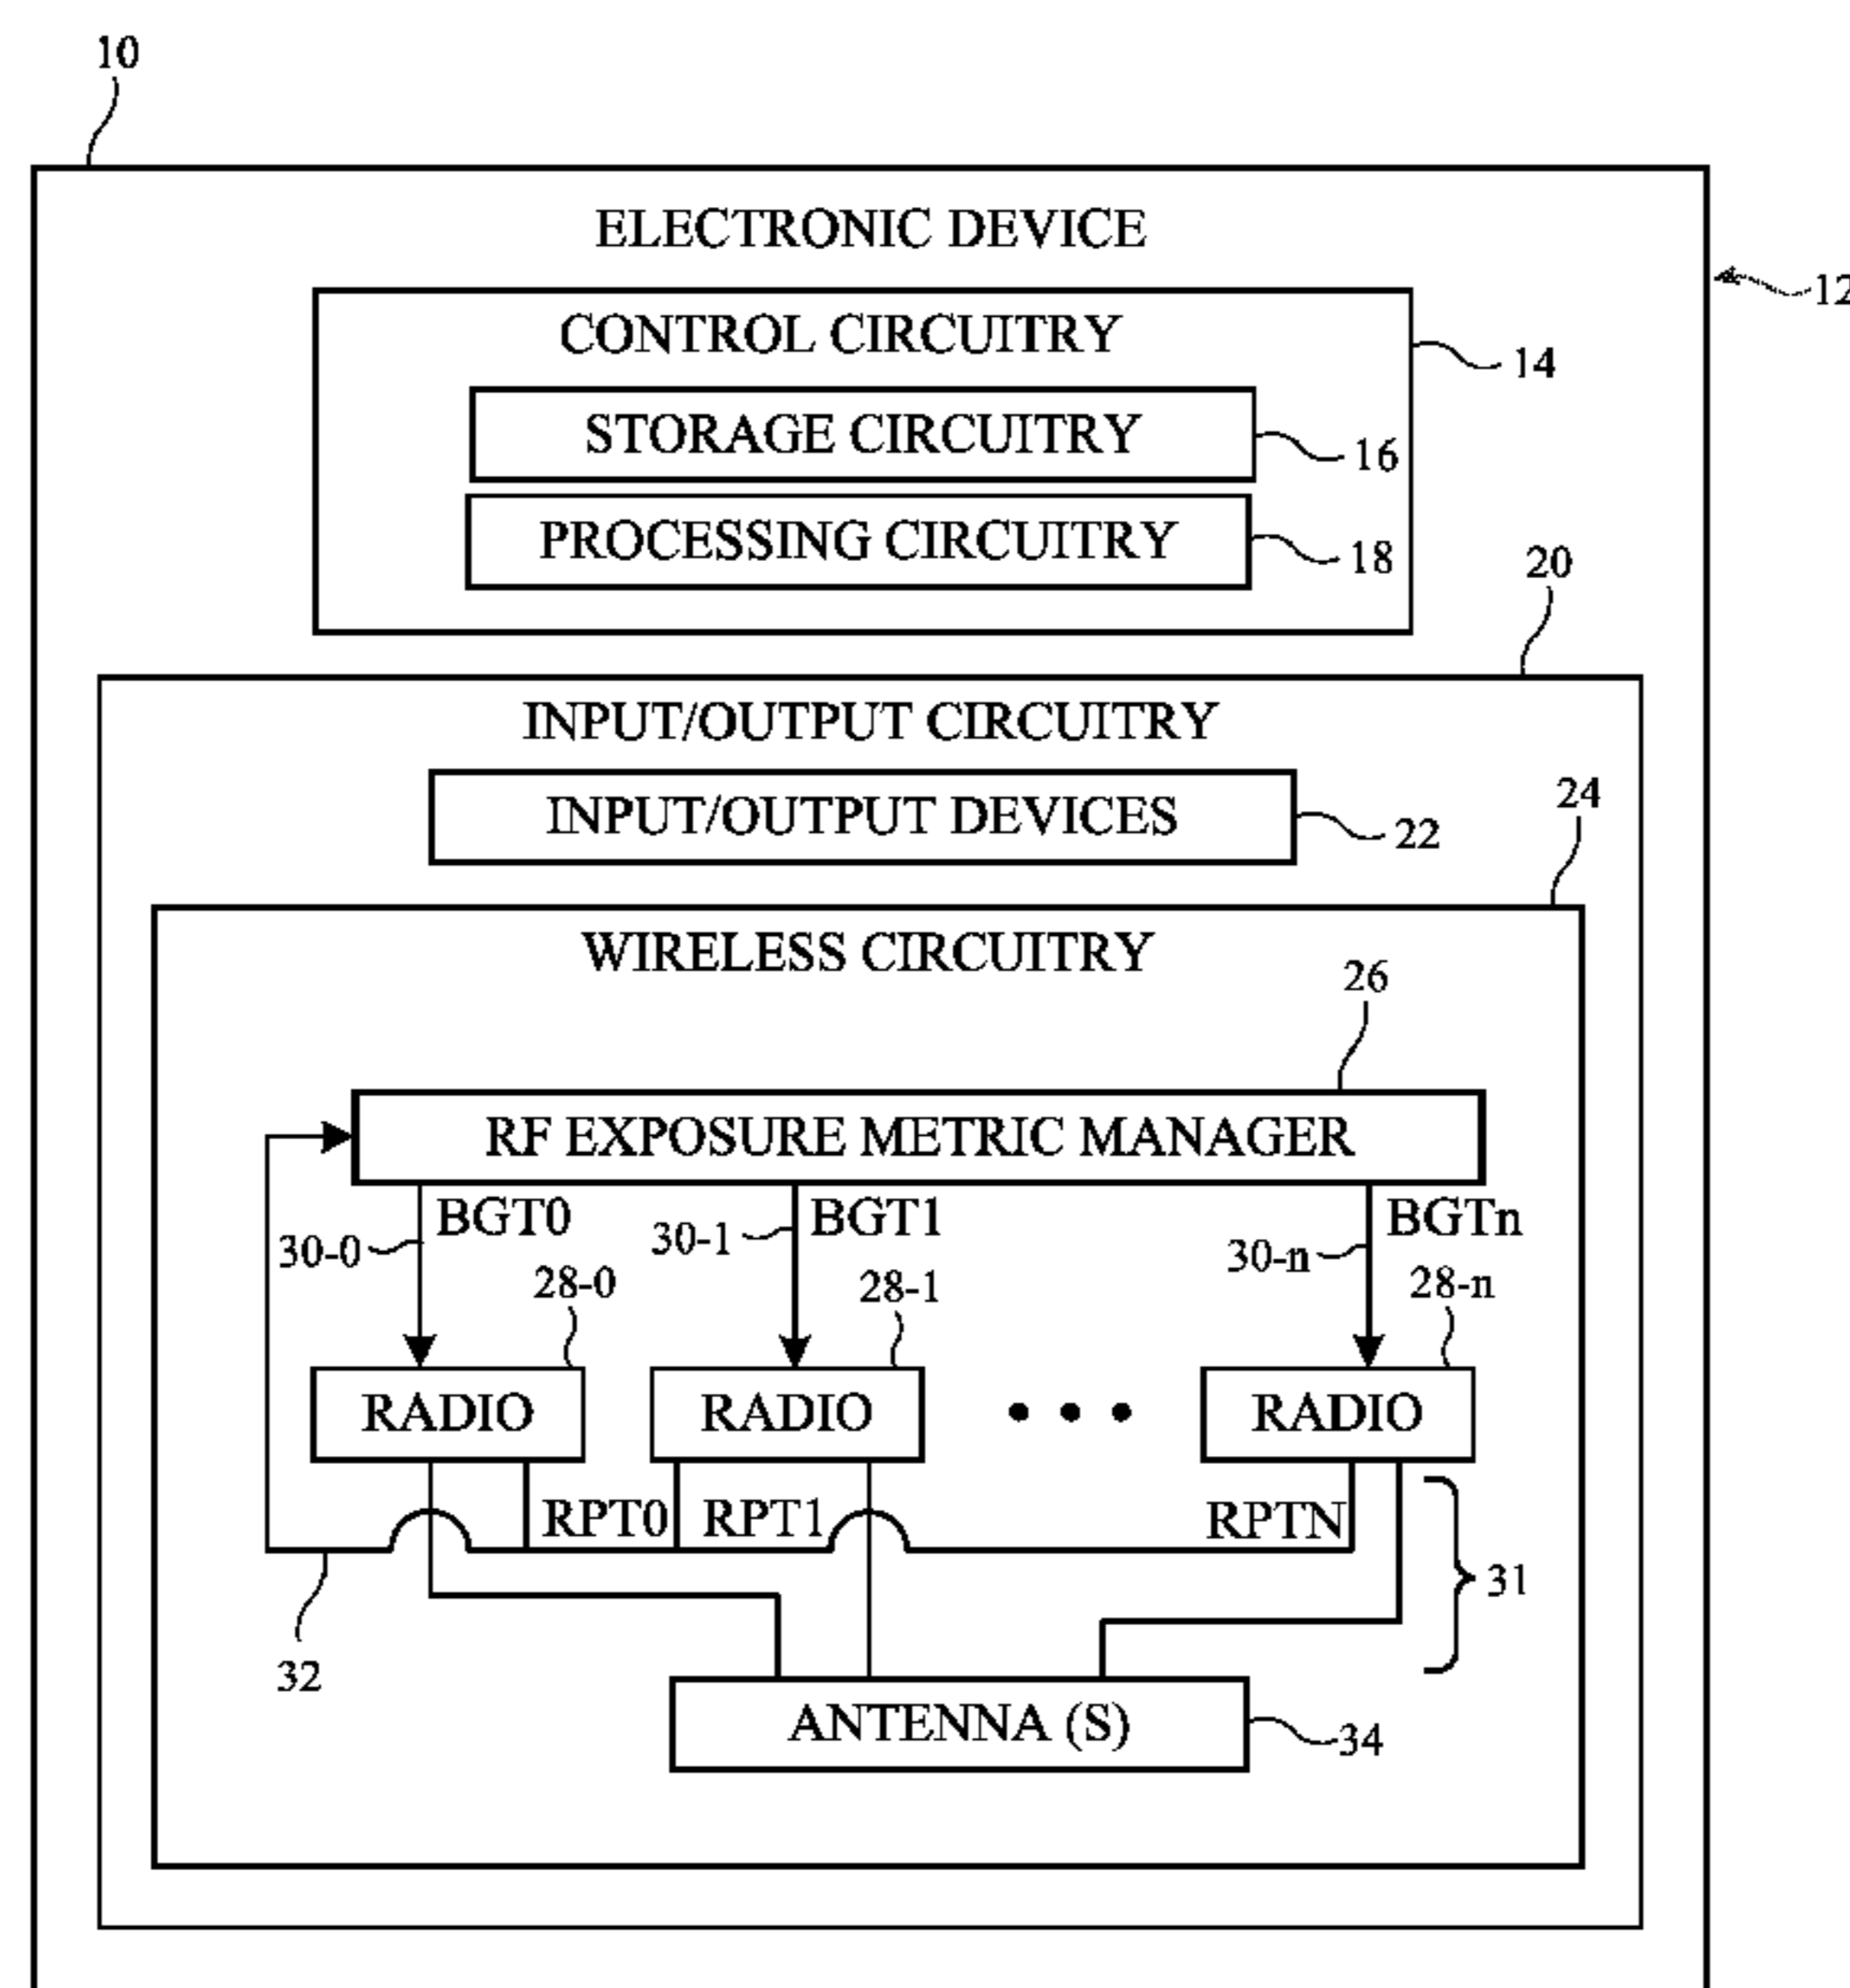 10
ELECTRONIC DEVICE
12
CONTROL CIRCUITRY
14
STORAGE CIRCUITRY
16
PROCESSING CIRCUITRY
18
20
INPUT/OUTPUT CIRCUITRY
INPUT/OUTPUT DEVICES
22
24
WIRELESS CIRCUITRY
26
RF EXPOSURE METRIC MANAGER
30-0 BGT0 30-1 BGT1 30-n BGTn
28-0 28-1 28-n
RADIO RADIO • • • RADIO
RPT0 RPT1 RPTN
31
32
ANTENNA (S)
34